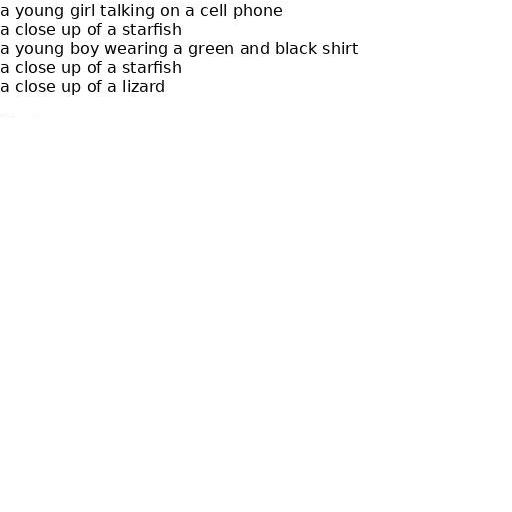 a young girl talking on a cell phone
a close up of a starfish
a young boy wearing a green and black shirt
a close up of a starfish
a close up of a lizard